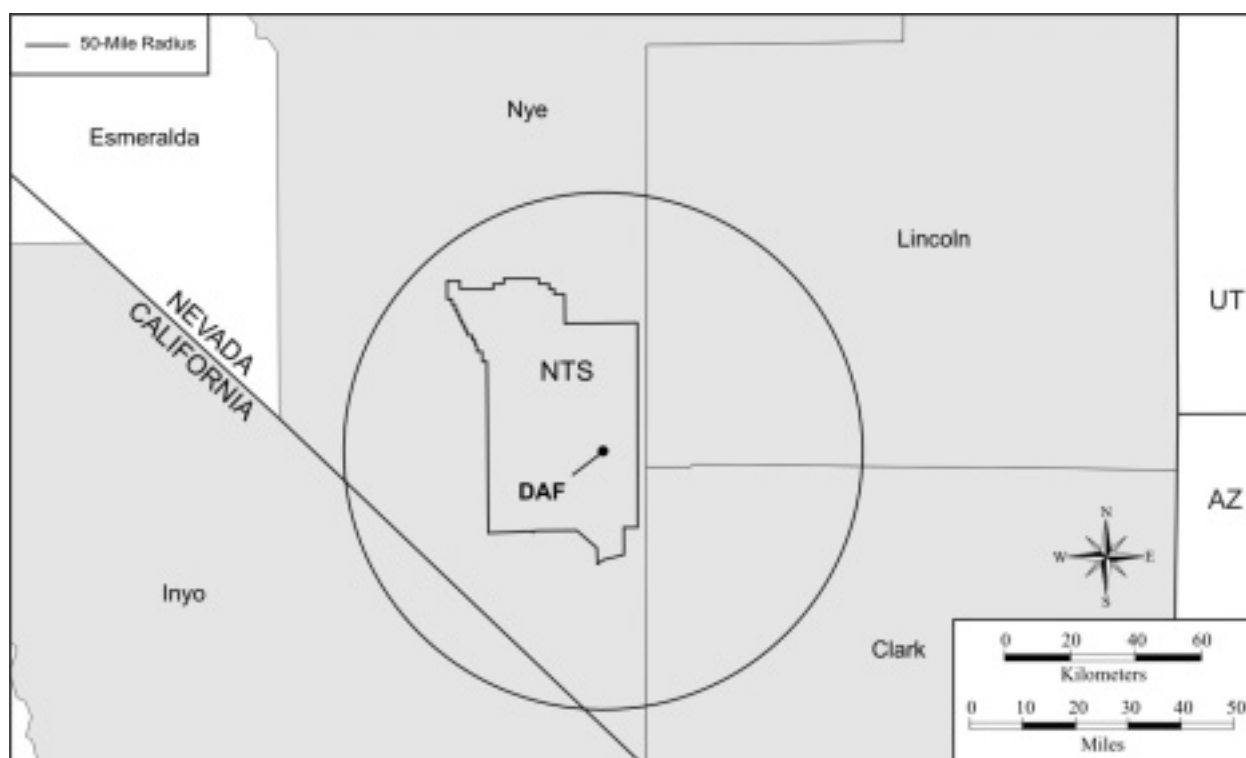 50-Mile Radius
Nye
Esmeralda
Lincoln
NEVADA
CALIFORNIA
UT
NTS
DAF
AZ
N
W E
S
Inyo
Clark
0 20 40 60
Kilometers
0 10 20 30 40 50
Miles